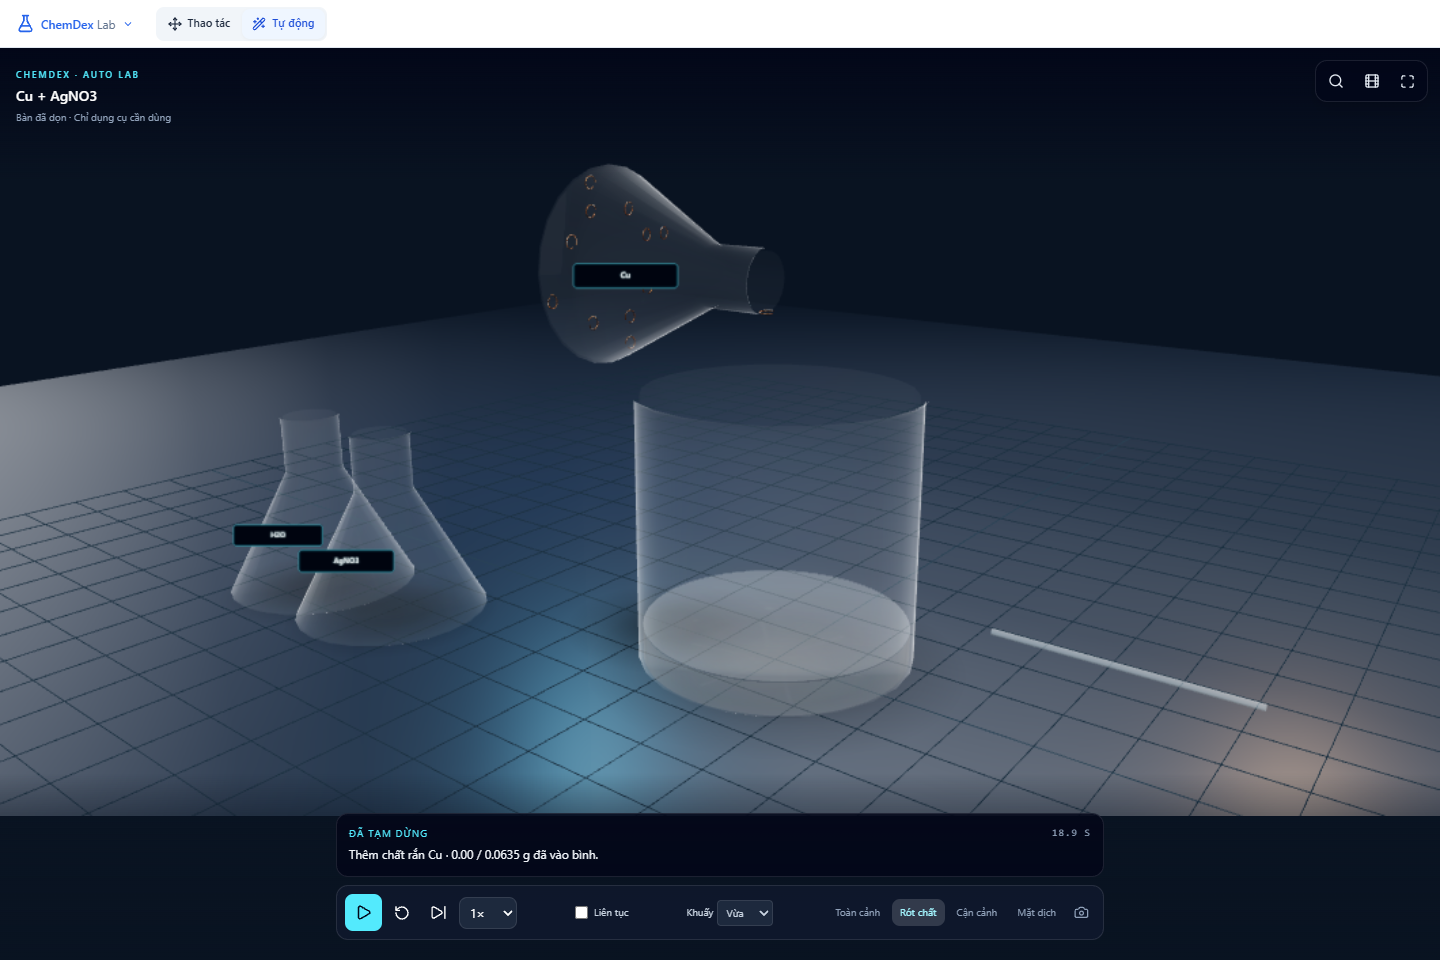 ChemDex Lab
Thao tác
Tự động
CHEMDEX · AUTO LAB
Cu + AgNO3
Bàn đã dọn · Chỉ dụng cụ cần dùng
Cu
H2O
AgNO3
ĐÃ TẠM DỪNG
18.9 S
Thêm chất rắn Cu · 0.00 / 0.0635 g đã vào bình.
1×
Liên tục
Khuấy
Vừa
Toàn cảnh
Rót chất
Cận cảnh
Mặt dịch